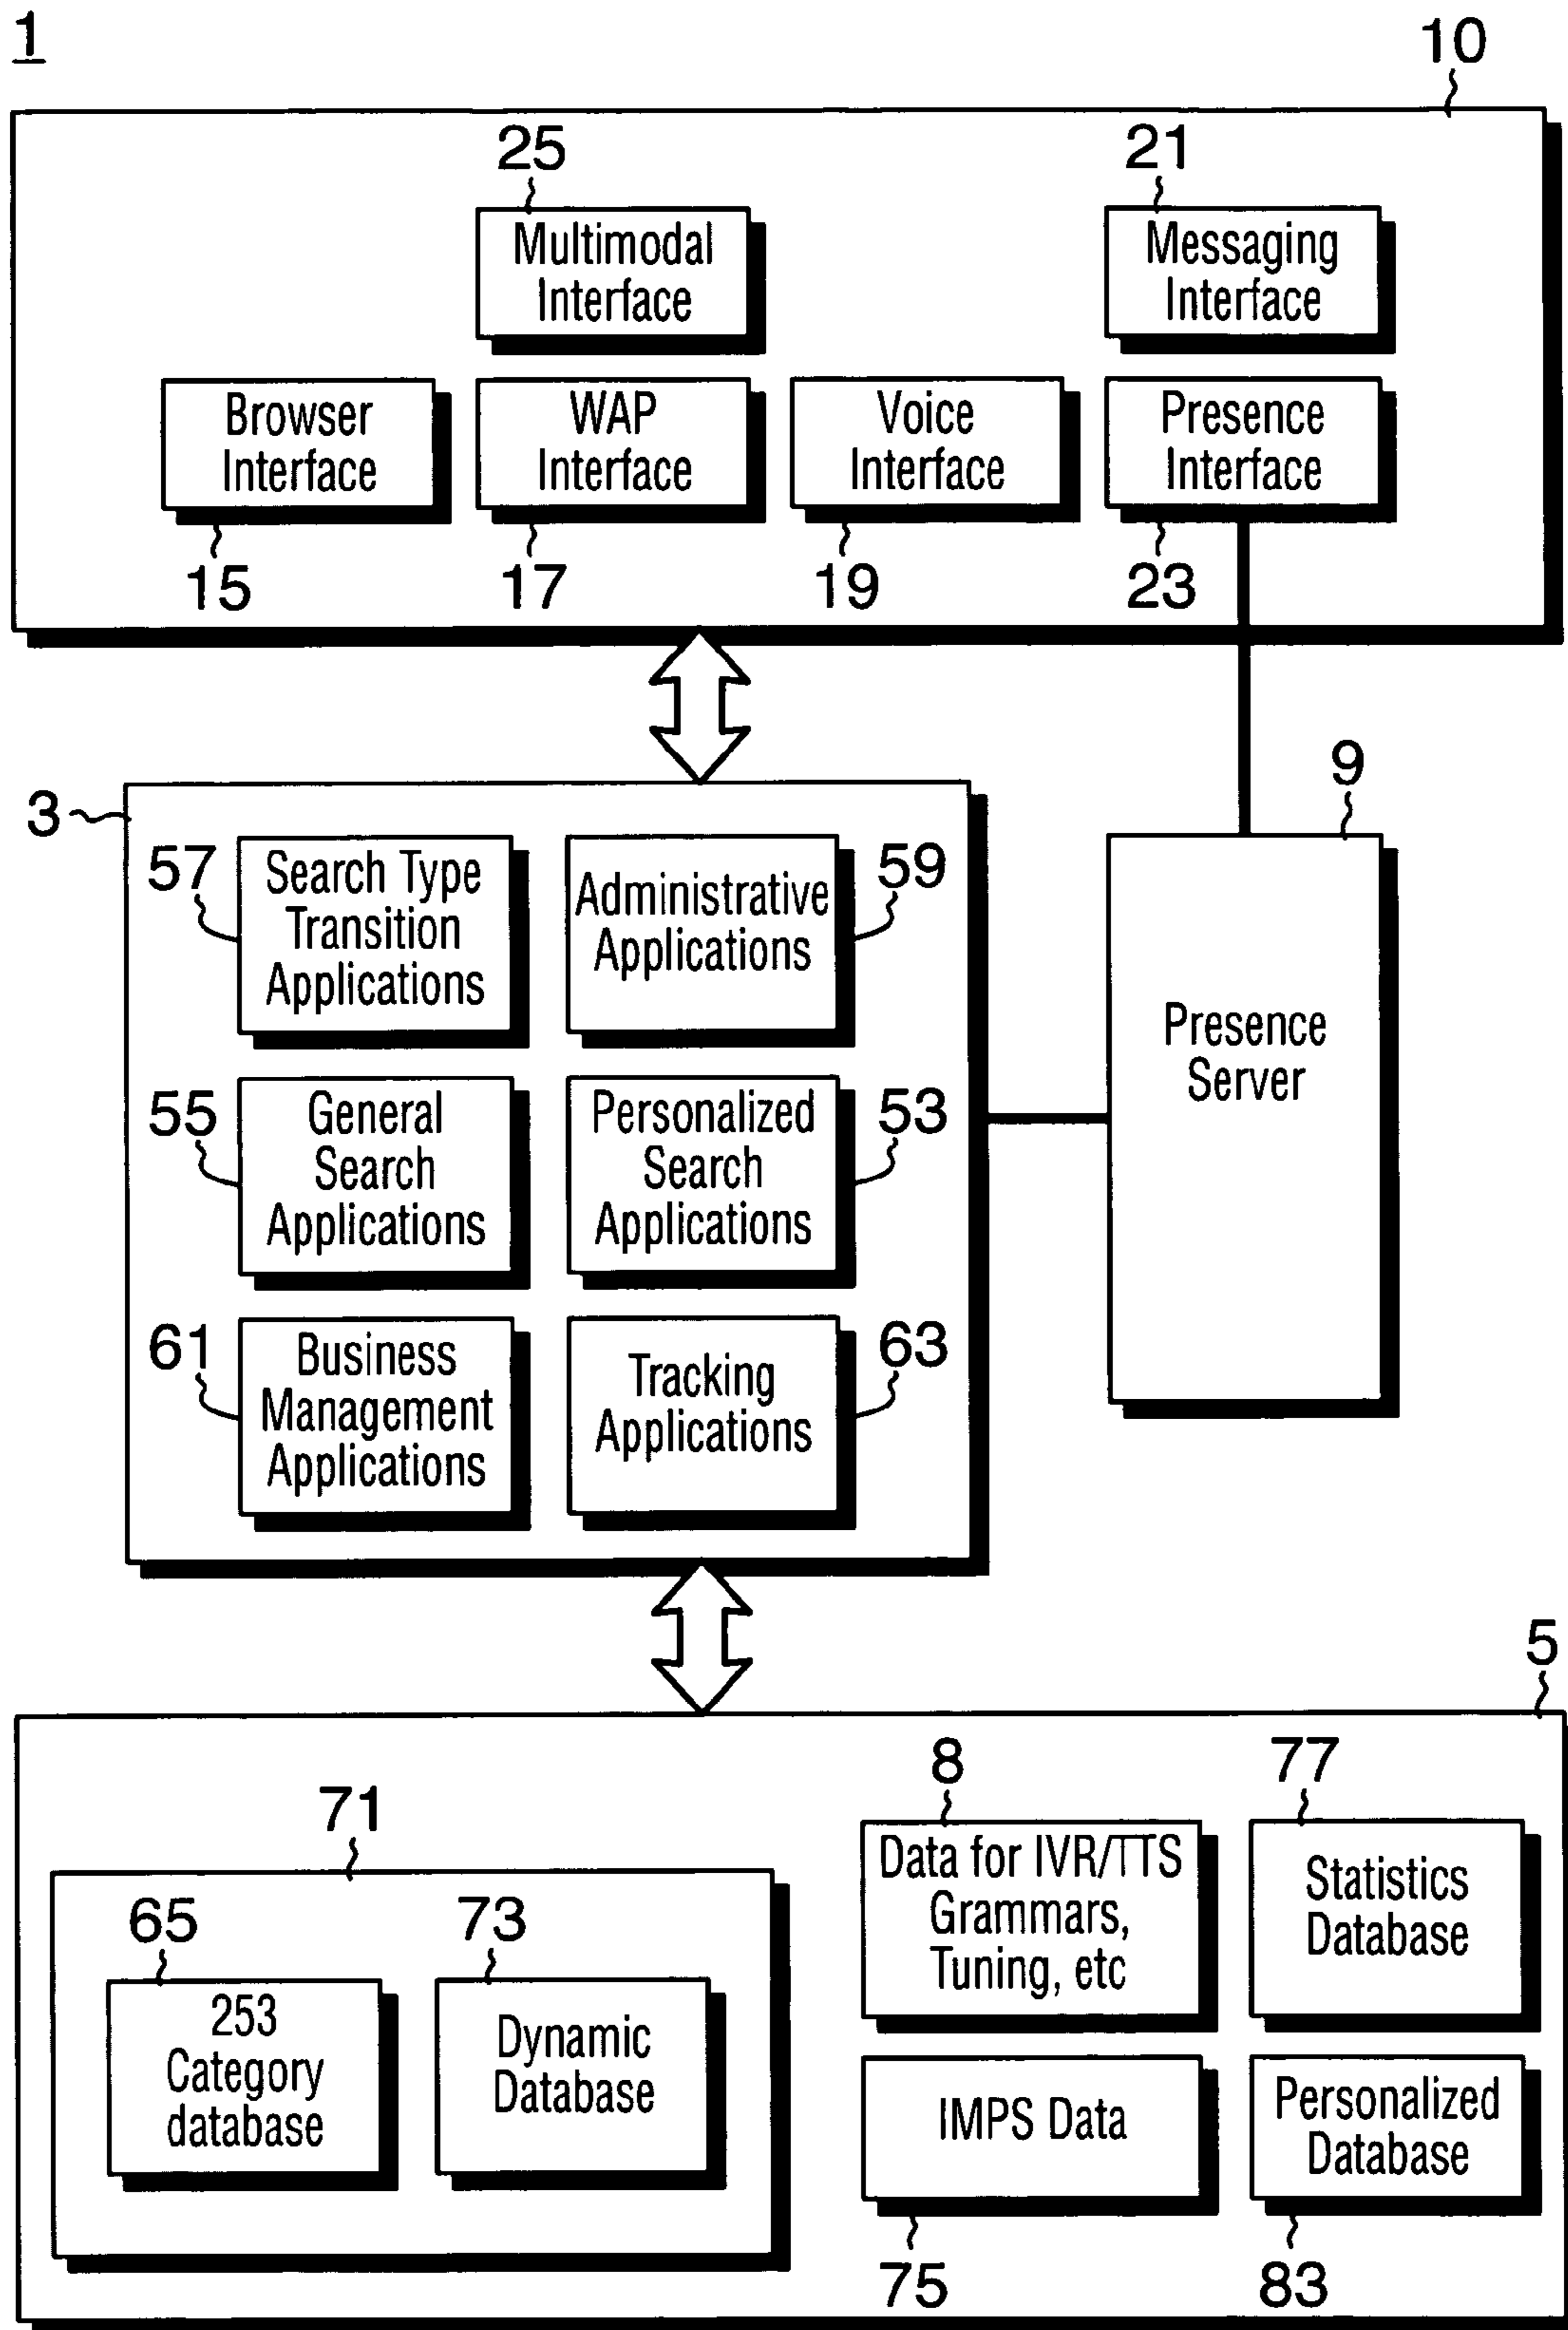 1
10
25
21
Multimodal
Interface
Messaging
Interface
Browser
Interface
WAP
Interface
Voice
Interface
Presence
Interface
15
17
19
23
3
9
57
Search Type
Transition
Applications
Administrative
Applications
59
Presence
Server
55
General
Search
Applications
Personalized
Search
Applications
53
61
Business
Management
Applications
Tracking
Applications
63
5
71
8
77
65
73
253
Category
database
Dynamic
Database
Data for IVR/TTS
Grammars,
Tuning, etc
Statistics
Database
IMPS Data
Personalized
Database
75
83